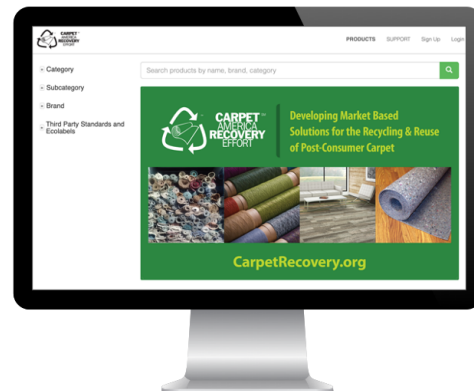 CARPET™
AMERICA
RECOVERY
EFFORT
PRODUCTS SUPPORT Sign Up Login
Category
Subcategory
Brand
Third Party Standards and
Ecolabels
Search products by name, brand, category
CARPET™
AMERICA
RECOVERY
EFFORT
Developing Market Based
Solutions for the Recycling & Reuse
of Post-Consumer Carpet
CarpetRecovery.org